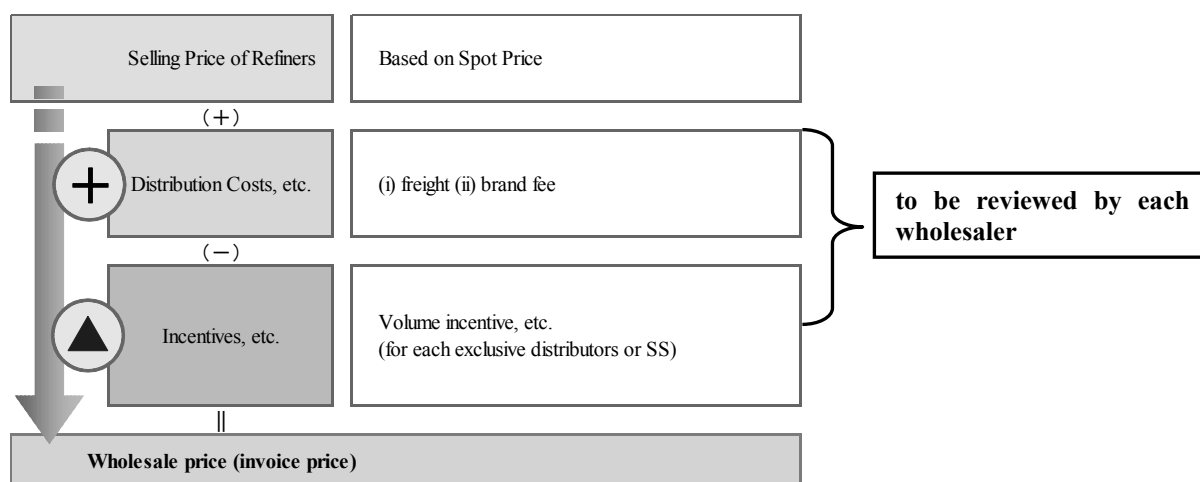 Selling Price of Refiners
Based on Spot Price
(+)
Distribution Costs, etc.
(i) freight (ii) brand fee
to be reviewed by each
wholesaler
(−)
Incentives, etc.
Volume incentive, etc.
(for each exclusive distributors or SS)
||
Wholesale price (invoice price)